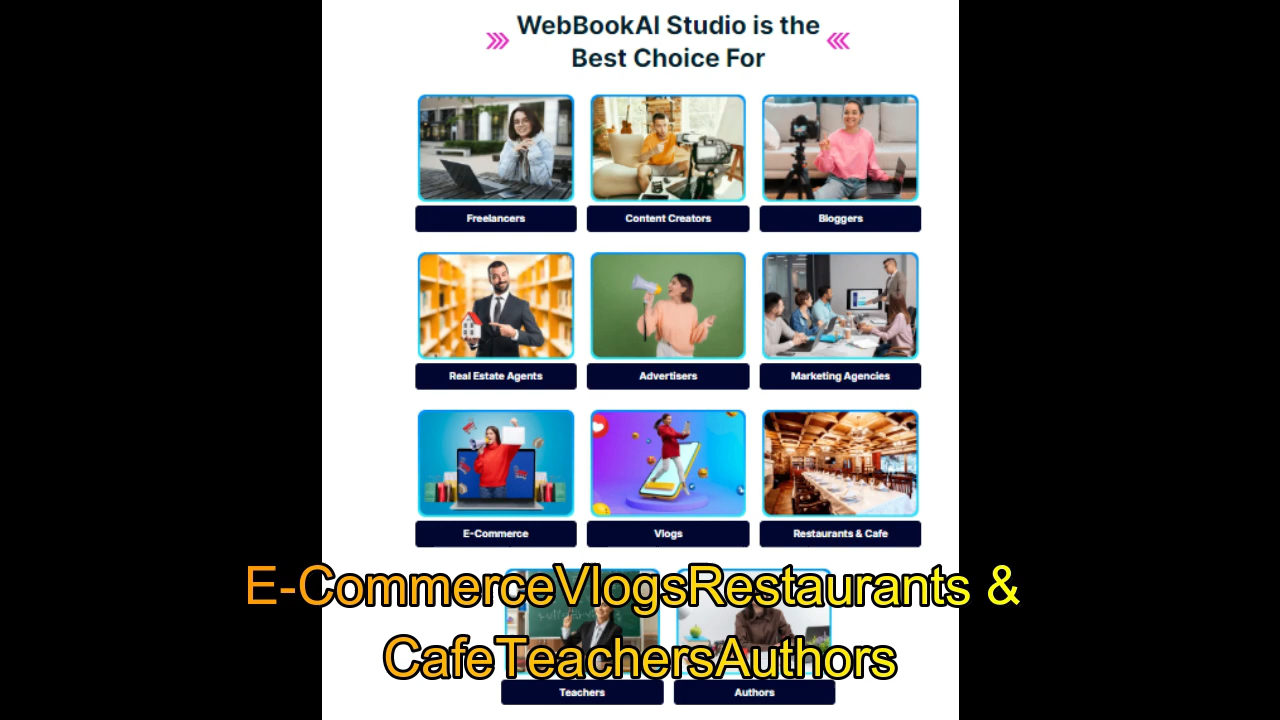 WebBookAI Studio is the
Best Choice For
Freelancers
Content Creators
Bloggers
Real Estate Agents
Advertisers
Marketing Agencies
E-Commerce
Vlogs
Restaurants & Cafe
E-CommerceVlogsRestaurants &
CafeTeachersAuthors
Teachers
Authors